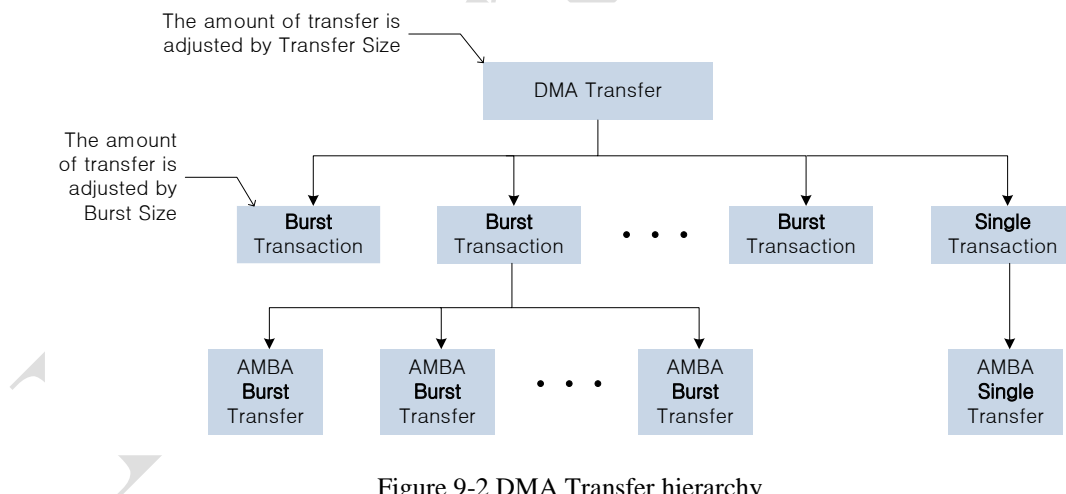 The amount of transfer is
adjusted by Transfer Size
DMA Transfer
The amount
of transfer is
adjusted by
Burst Size
Burst
Transaction
Burst
Transaction
Burst
Transaction
Single
Transaction
AMBA
Burst
Transfer
AMBA
Burst
Transfer
AMBA
Burst
Transfer
AMBA
Single
Transfer
Figure 9-2 DMA Transfer hierarchy